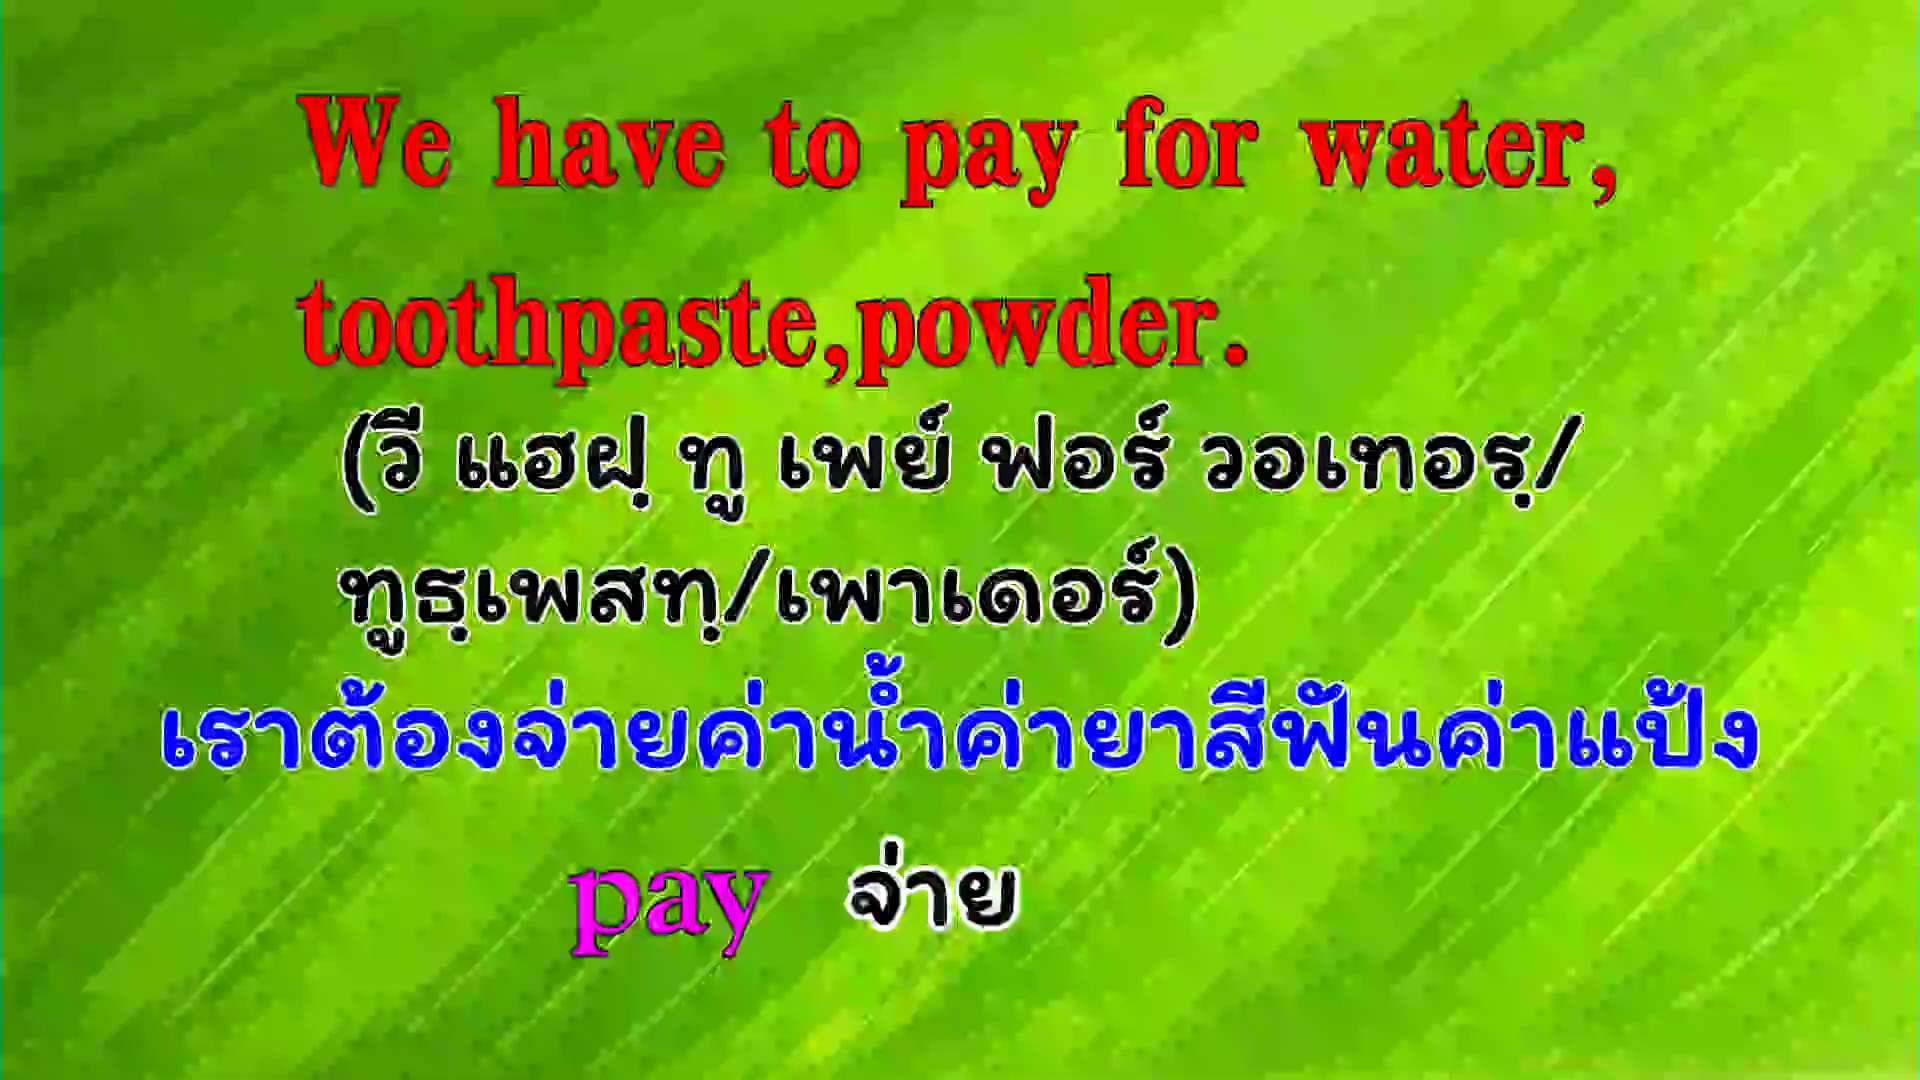 We have to pay for water,
toothpaste,powder.
(วี แฮฝฺ ทู เพย์ ฟอร์ วอเทอรฺ/
ทูธฺเพสทฺ/เพาเดอร์)
เราต้องจ่ายค่าน้ำค่ายาสีฟันค่าแป้ง
pay จ่าย